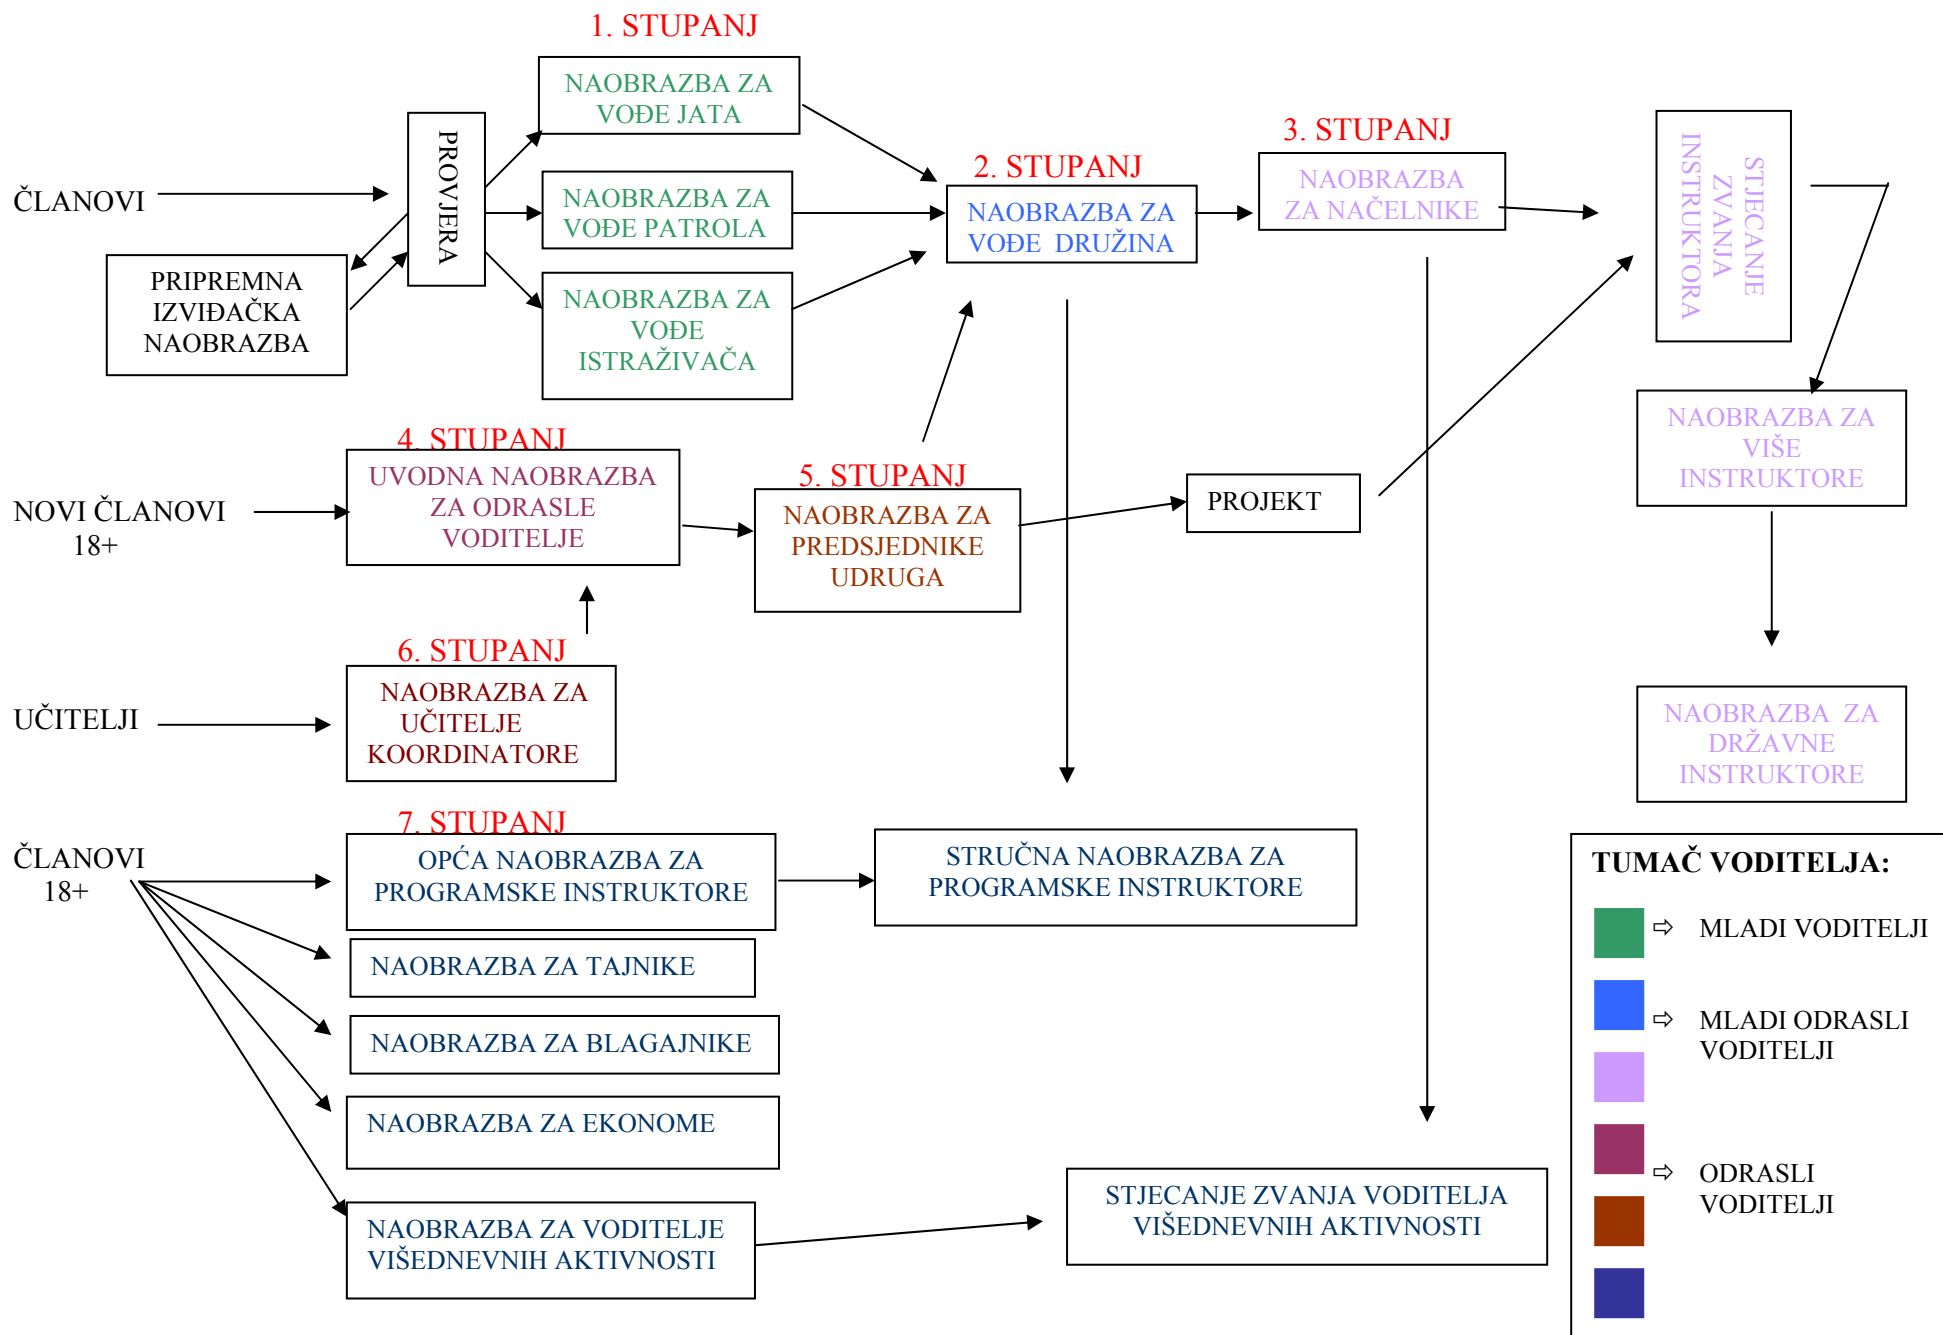 1. STUPANJ
NAOBRAZBA ZA
VOĐE JATA
PROVJERA
ČLANOVI
NAOBRAZBA ZA
VOĐE PATROLA
PRIPREMNA
IZVIĐAČKA
NAOBRAZBA
NAOBRAZBA ZA
VOĐE
ISTRAŽIVAČA
2. STUPANJ
NAOBRAZBA ZA
VOĐE DRUŽINA
3. STUPANJ
NAOBRAZBA
ZA NAČELNIKE
STJECANJE
ZVANJA
INSTRUKTORA
NAOBRAZBA ZA
VIŠE
INSTRUKTORE
NAOBRAZBA ZA
DRŽAVNE
INSTRUKTORE
4. STUPANJ
NOVI ČLANOVI
18+
UVODNA NAOBRAZBA
ZA ODRASLE
VODITELJE
5. STUPANJ
NAOBRAZBA ZA
PREDSJEDNIKE
UDRUGA
PROJEKT
6. STUPANJ
UČITELJI
NAOBRAZBA ZA
UČITELJE
KOORDINATORE
7. STUPANJ
ČLANOVI
18+
OPĆA NAOBRAZBA ZA
PROGRAMSKE INSTRUKTORE
STRUČNA NAOBRAZBA ZA
PROGRAMSKE INSTRUKTORE
NAOBRAZBA ZA TAJNIKE
NAOBRAZBA ZA BLAGAJNIKE
NAOBRAZBA ZA EKONOME
NAOBRAZBA ZA VODITELJE
VIŠEDNEVNIH AKTIVNOSTI
STJECANJE ZVANJA VODITELJA
VIŠEDNEVNIH AKTIVNOSTI
TUMAČ VODITELJA:
⇨ MLADI VODITELJI
⇨ MLADI ODRASLI
VODITELJI
⇨ ODRASLI
VODITELJI